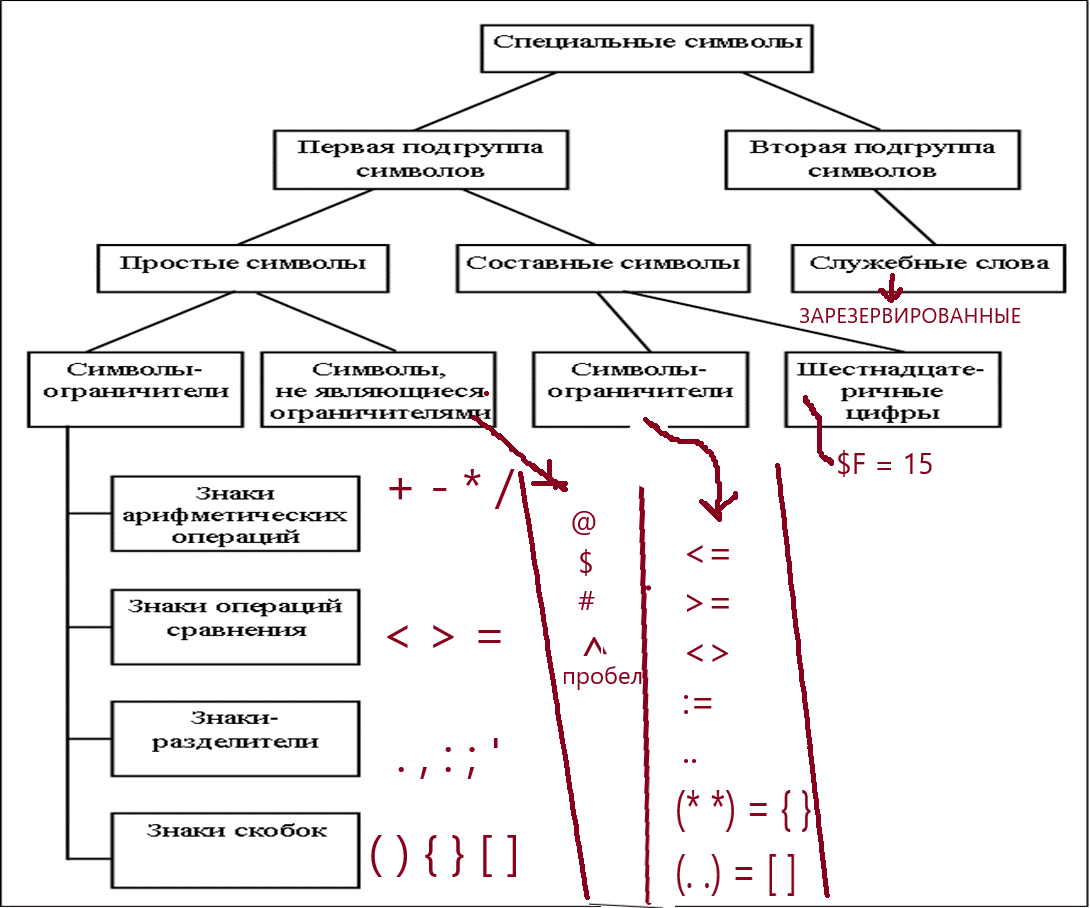 Специальные символы
Первая подгруппа
символов
Вторая подгруппа
символов
Простые символы
Составные символы
Служебные слова
ЗАРЕЗЕРВИРОВАННЫЕ
Символы-
ограничители
Символы,
не являющиеся
ограничителями
Символы-
ограничители
Шестнадцате-
ричные
цифры
$F = 15
Знаки
арифметических
операций
+ - * /
Знаки операций
сравнения
< > =
Знаки-
разделители
. , : ; '
Знаки скобок
( ) { } [ ]
@
$
#
^
пробел
<=
>=
<>
:=
..
(* *) = { }
(. .) = [ ]